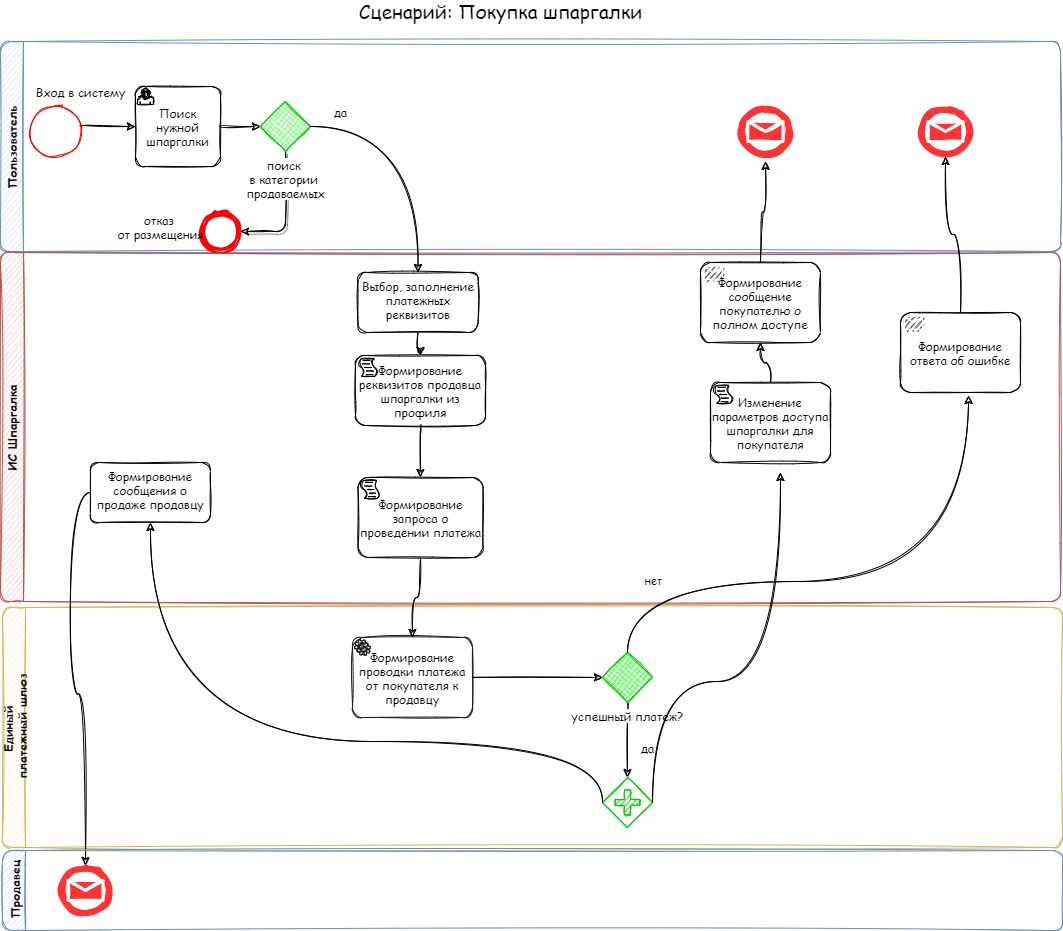 Сценарий: Покупка шпаргалки
Пользователь
Вход в систему
Поиск
нужной
шпаргалки
да
поиск
в категории
продаваемых
отказ
от размещения
ИС Шпаргалка
Выбор, заполнение
платежных
реквизитов
Формирование
реквизитов продавца
шпаргалки из
профиля
Формирование
запроса о
проведении платежа
Формирование
сообщения о
продаже продавцу
Формирование
сообщение
покупателю о
полном доступе
Изменение
параметров доступа
шпаргалки для
покупателя
Формирование
ответа об ошибке
нет
Единый
платежный шлюз
Формирование
проводки платежа
от покупателя к
продавцу
успешный платеж?
да
Продавец